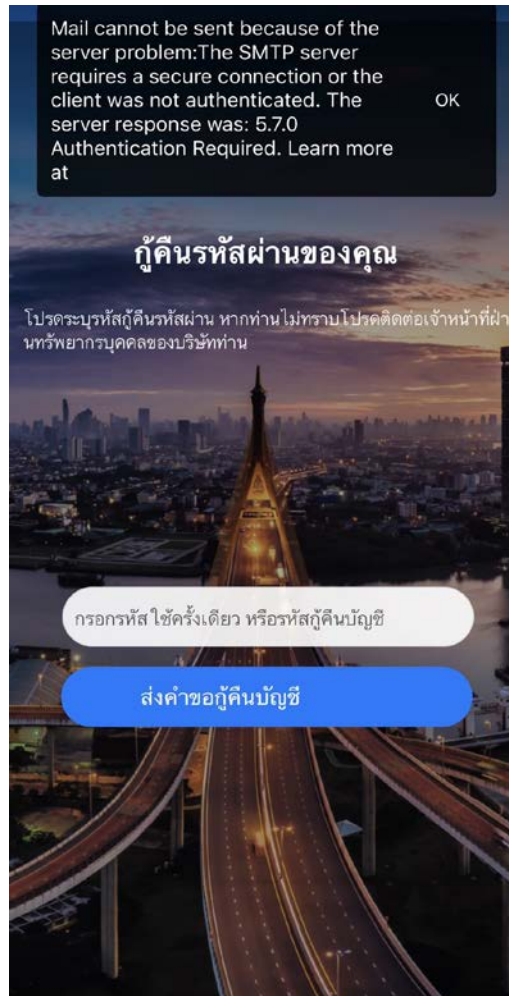 Mail cannot be sent because of the
server problem:The SMTP server
requires a secure connection or the
client was not authenticated. The
server response was: 5.7.0
Authentication Required. Learn more
at
OK
กู้คืนรหัสผ่านของคุณ
โปรดระบุรหัสกู้คืนรหัสผ่าน หากท่านไม่ทราบโปรดติดต่อเจ้าหน้าที่ฝ่า
นทรัพยากรบุคคลของบริษัทท่าน
กรอกรหัส ใช้ครั้งเดียว หรือรหัสกู้คืนบัญชี
ส่งคำขอกู้คืนบัญชี